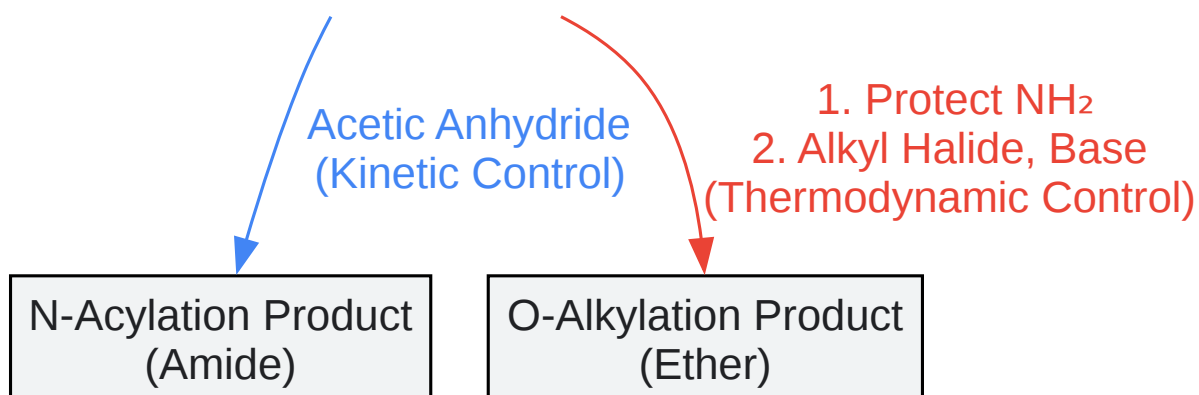 Acetic Anhydride
(Kinetic Control)
1. Protect NH₂
2. Alkyl Halide, Base
(Thermodynamic Control)
N-Acylation Product
(Amide)
O-Alkylation Product
(Ether)